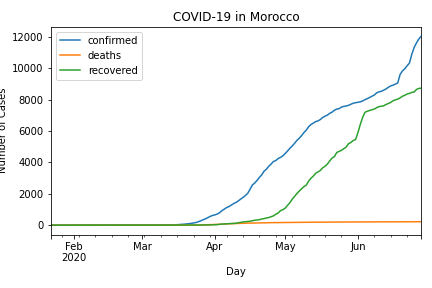 COVID-19 in Morocco
confirmed
deaths
recovered
12000
10000
8000
6000
4000
2000
0
Number of Cases
Feb
2020
Mar
Apr
May
Jun
Day